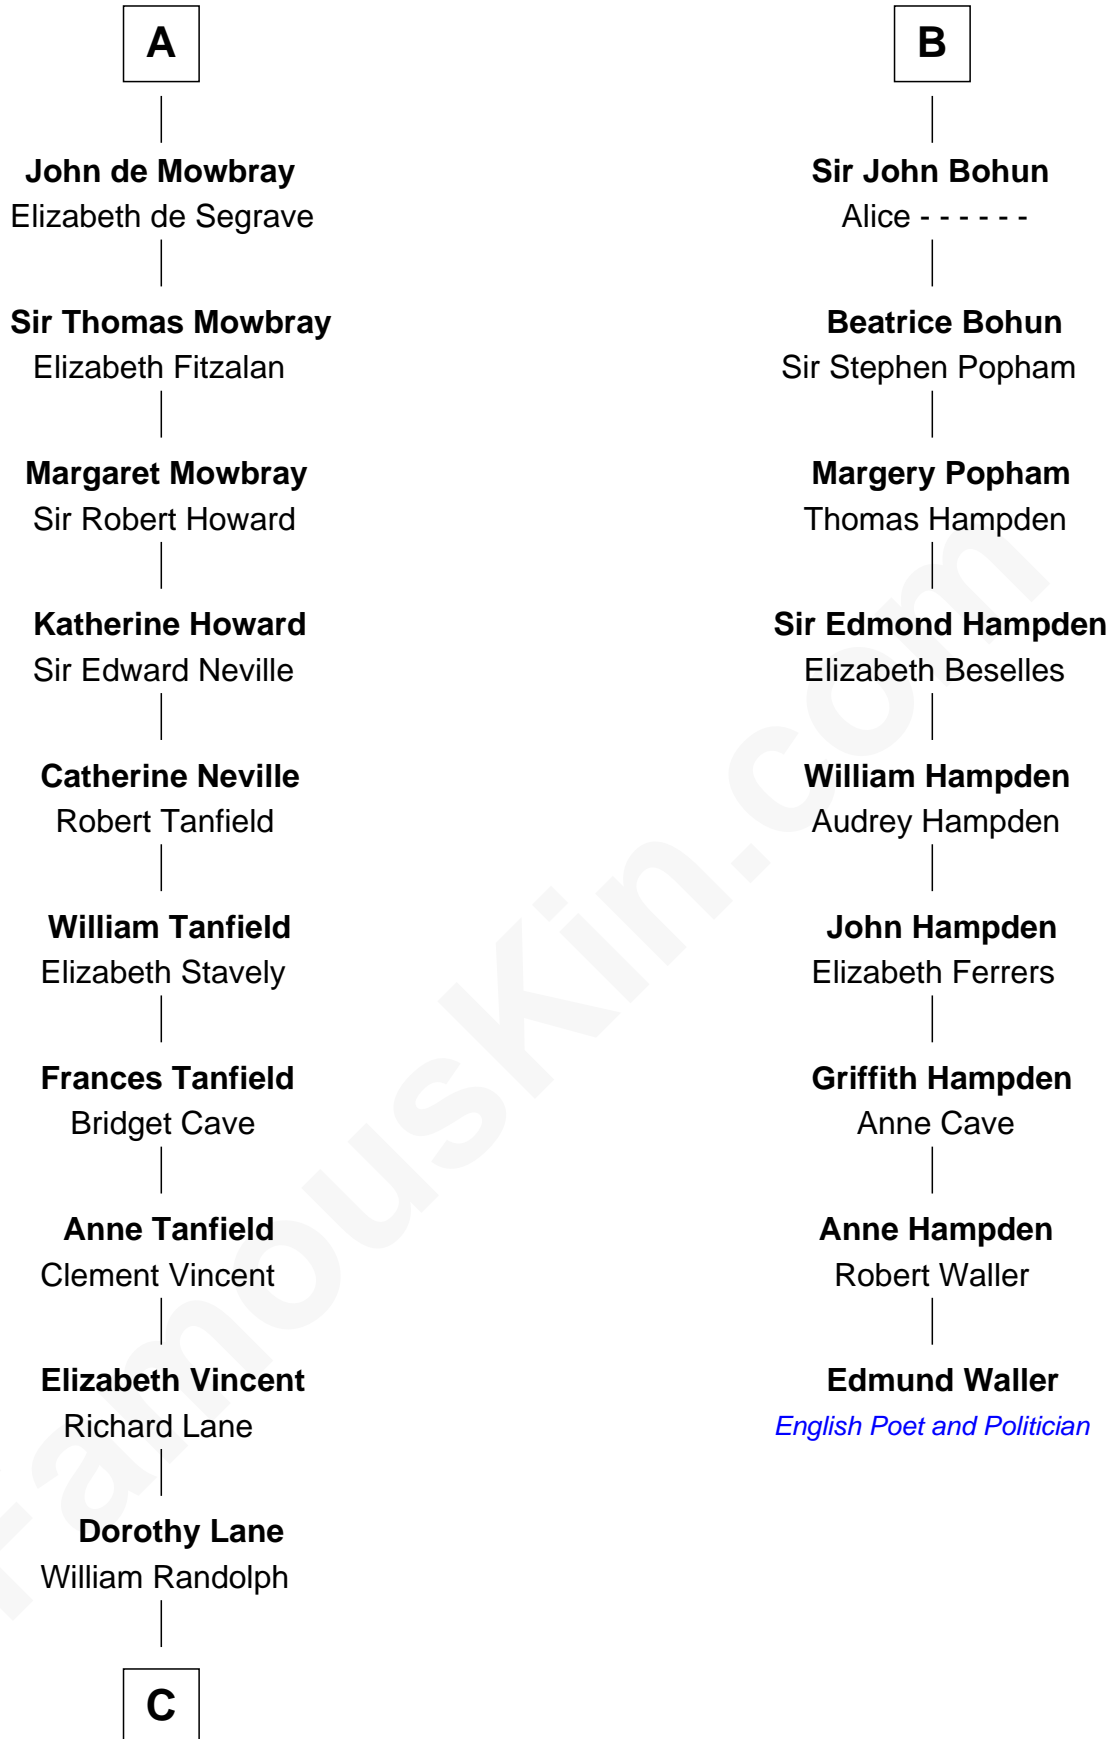 A
John de Mowbray
Elizabeth de Segrave
Sir Thomas Mowbray
Elizabeth Fitzalan
Margaret Mowbray
Sir Robert Howard
Katherine Howard
Sir Edward Neville
Catherine Neville
Robert Tanfield
William Tanfield
Elizabeth Stavely
Frances Tanfield
Bridget Cave
Anne Tanfield
Clement Vincent
Elizabeth Vincent
Richard Lane
Dorothy Lane
William Randolph
C
B
Sir John Bohun
Alice - - - - - -
Beatrice Bohun
Sir Stephen Popham
Margery Popham
Thomas Hampden
Sir Edmond Hampden
Elizabeth Beselles
William Hampden
Audrey Hampden
John Hampden
Elizabeth Ferrers
Griffith Hampden
Anne Cave
Anne Hampden
Robert Waller
Edmund Waller
English Poet and Politician
FamousKin.com